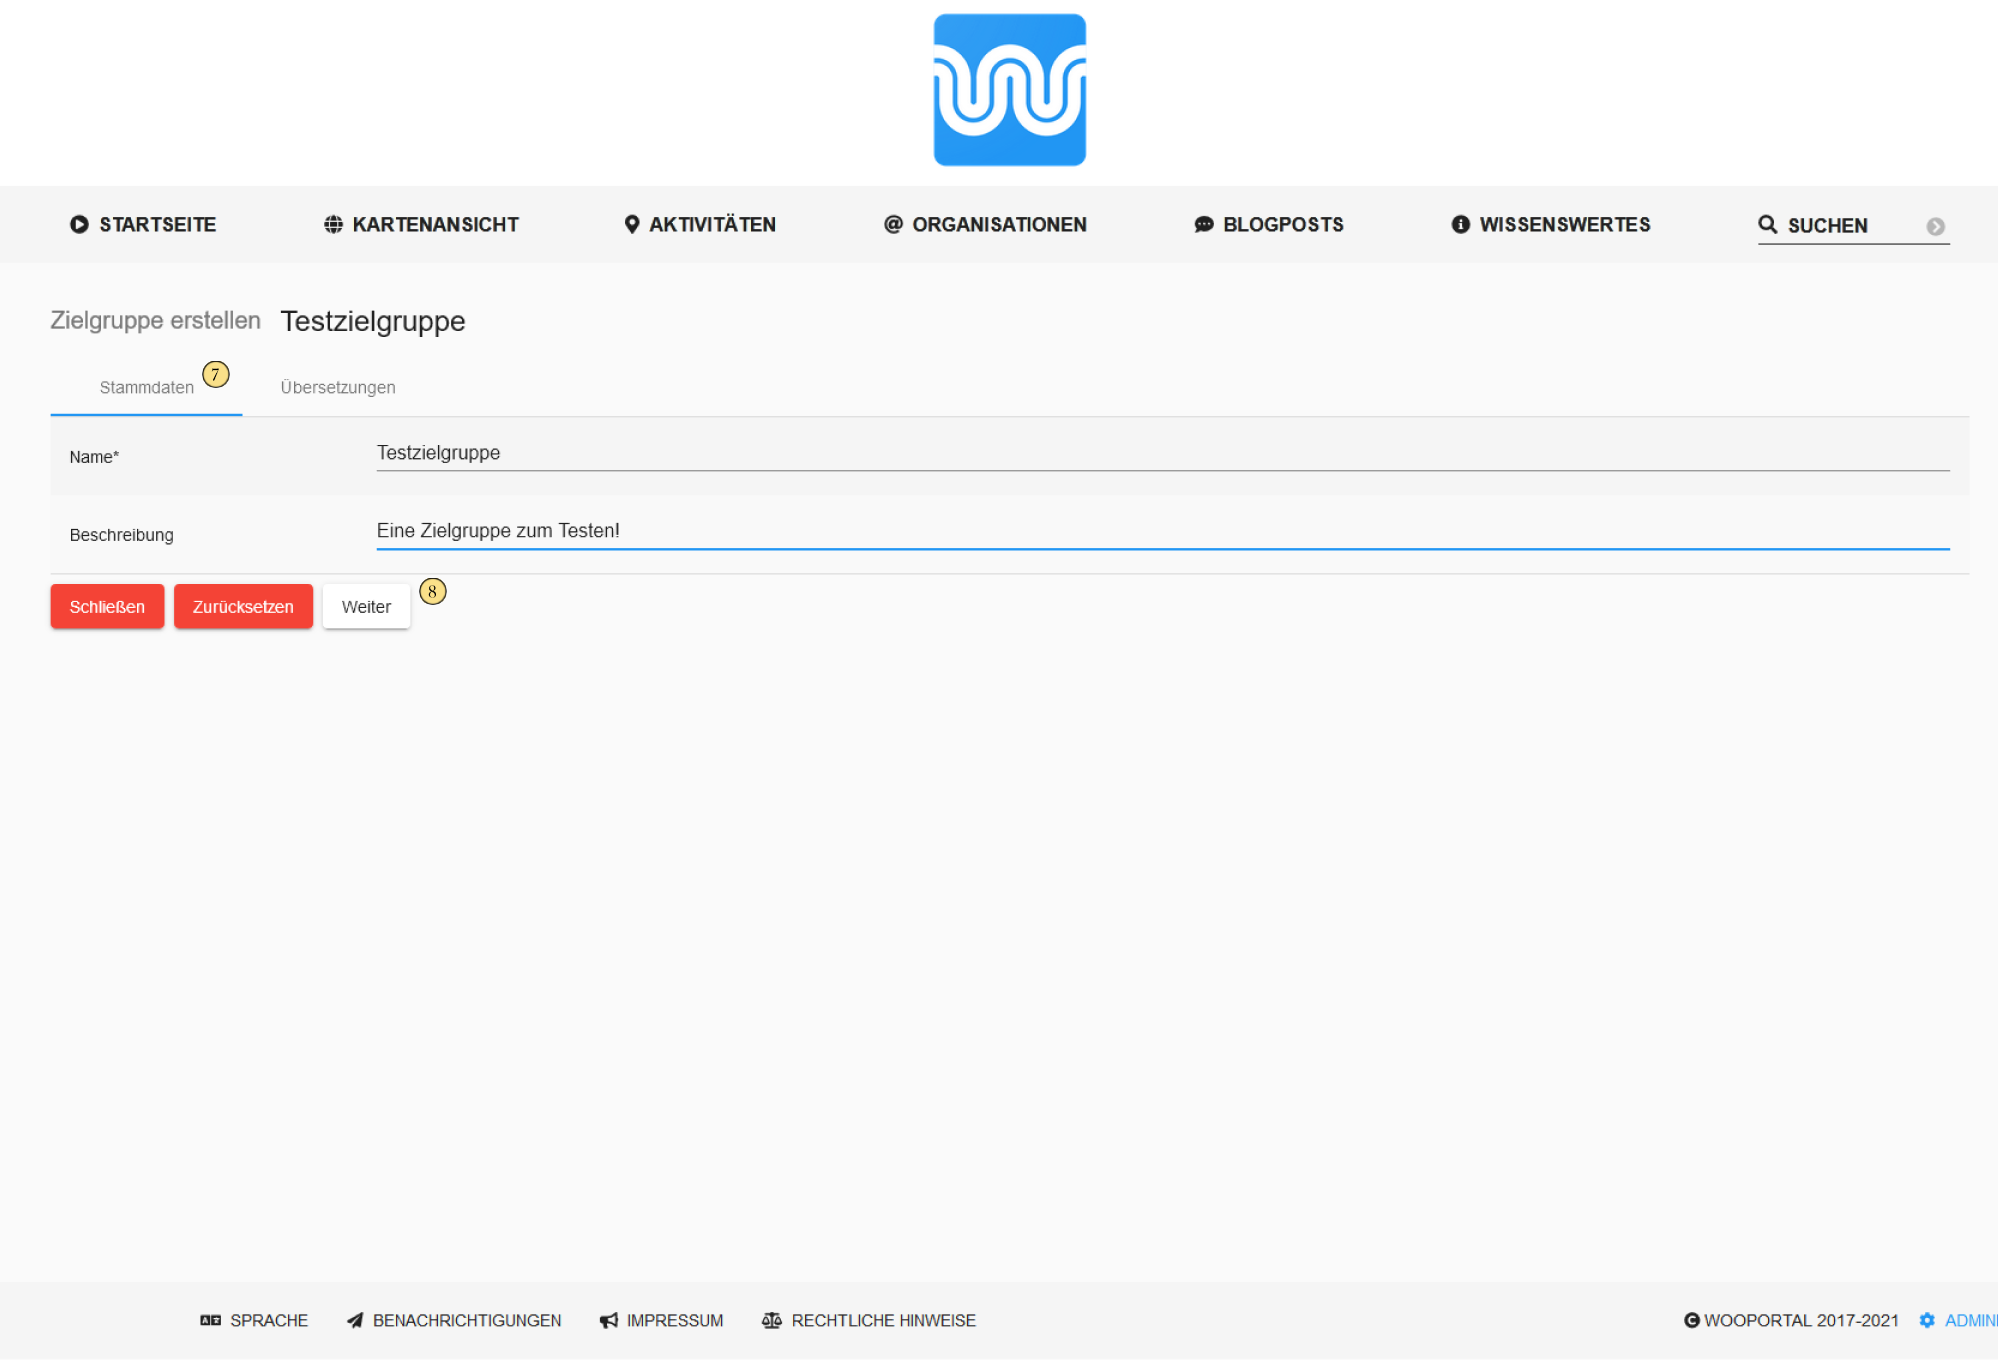 STARTSEITE KARTENANSICHT AKTIVITÄTEN ORGANISATIONEN BLOGPOSTS WISSENSWERTES SUCHEN
Zielgruppe erstellen Testzielgruppe
Stammdaten 7 Übersetzungen
Name* Testzielgruppe
Beschreibung Eine Zielgruppe zum Testen!
Schließen Zurücksetzen Weiter 8
SPRACHE BENACHRICHTIGUNGEN IMPRESSUM RECHTLICHE HINWEISE WOOPORTAL 2017-2021